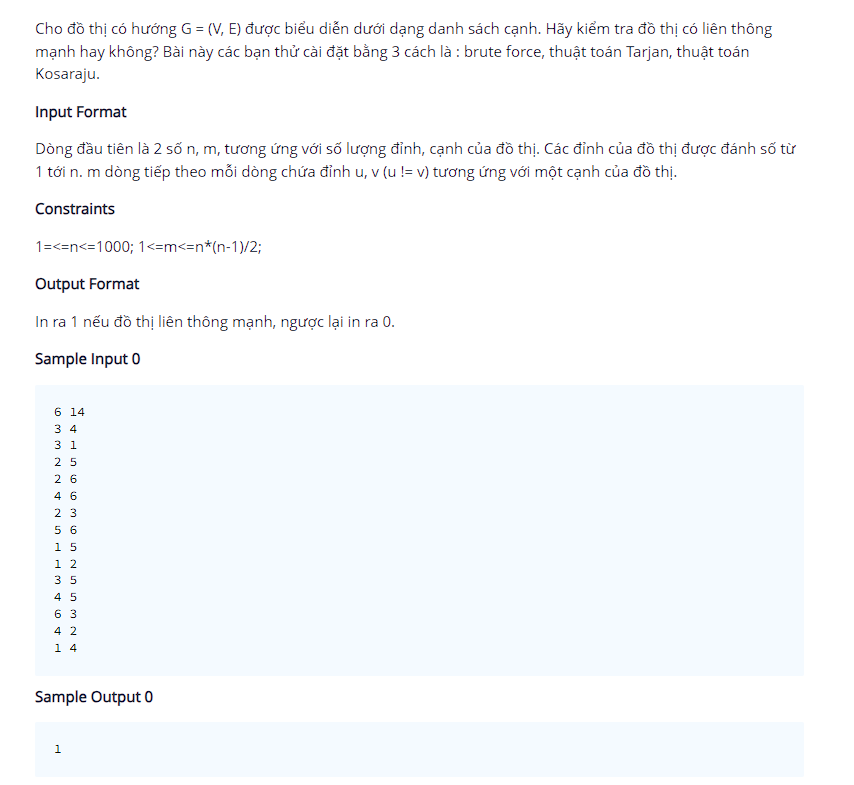 Cho đồ thị có hướng G = (V, E) được biểu diễn dưới dạng danh sách cạnh. Hãy kiểm tra đồ thị có liên thông
mạnh hay không? Bài này các bạn thử cài đặt bằng 3 cách là : brute force, thuật toán Tarjan, thuật toán
Kosaraju.
Input Format
Dòng đầu tiên là 2 số n, m, tương ứng với số lượng đỉnh, cạnh của đồ thị. Các đỉnh của đồ thị được đánh số từ
1 tới n. m dòng tiếp theo mỗi dòng chứa đỉnh u, v (u != v) tương ứng với một cạnh của đồ thị.
Constraints
1=<=n<=1000; 1<=m<=n*(n-1)/2;
Output Format
In ra 1 nếu đồ thị liên thông mạnh, ngược lại in ra 0.
Sample Input 0
6 14
3 4
3 1
2 5
2 6
4 6
2 3
5 6
1 5
1 2
3 5
4 5
6 3
4 2
1 4
Sample Output 0
1